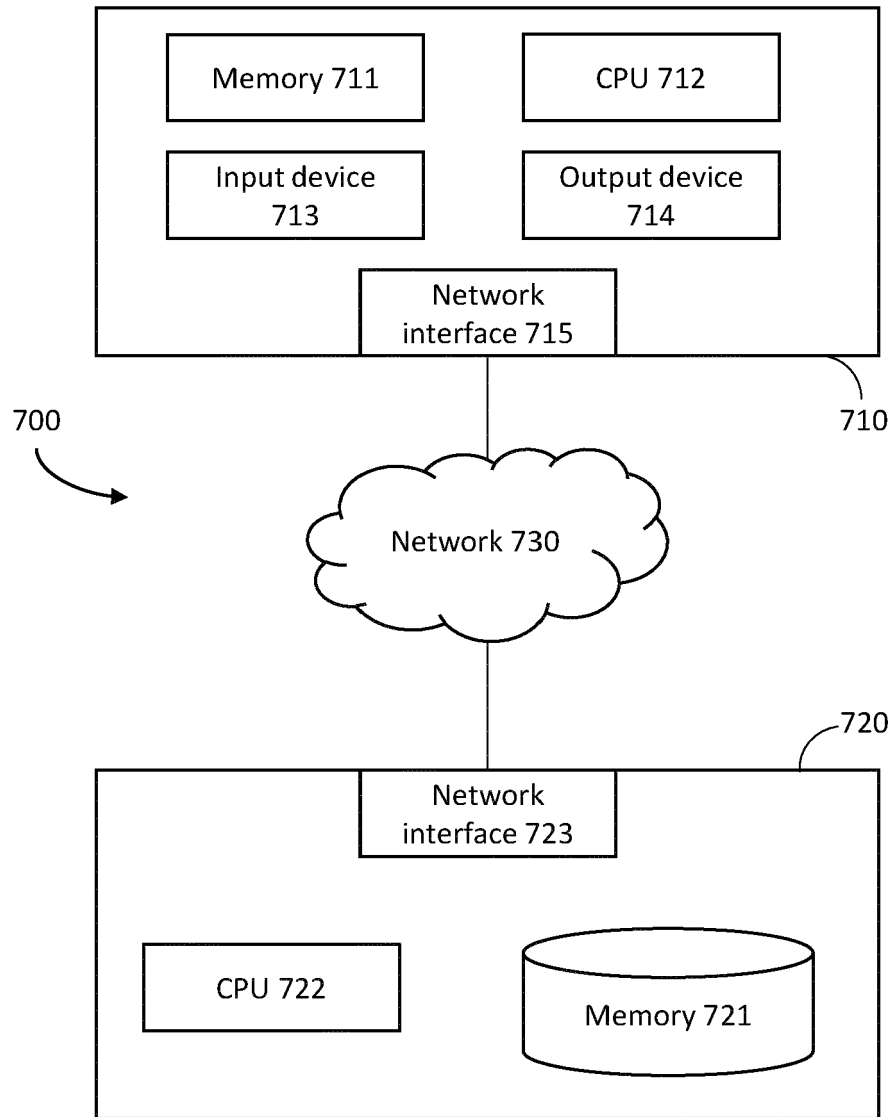 Memory 711
CPU 712
Input device
713
Output device
714
Network
interface 715
710
700
Network 730
720
Network
interface 723
CPU 722
Memory 721